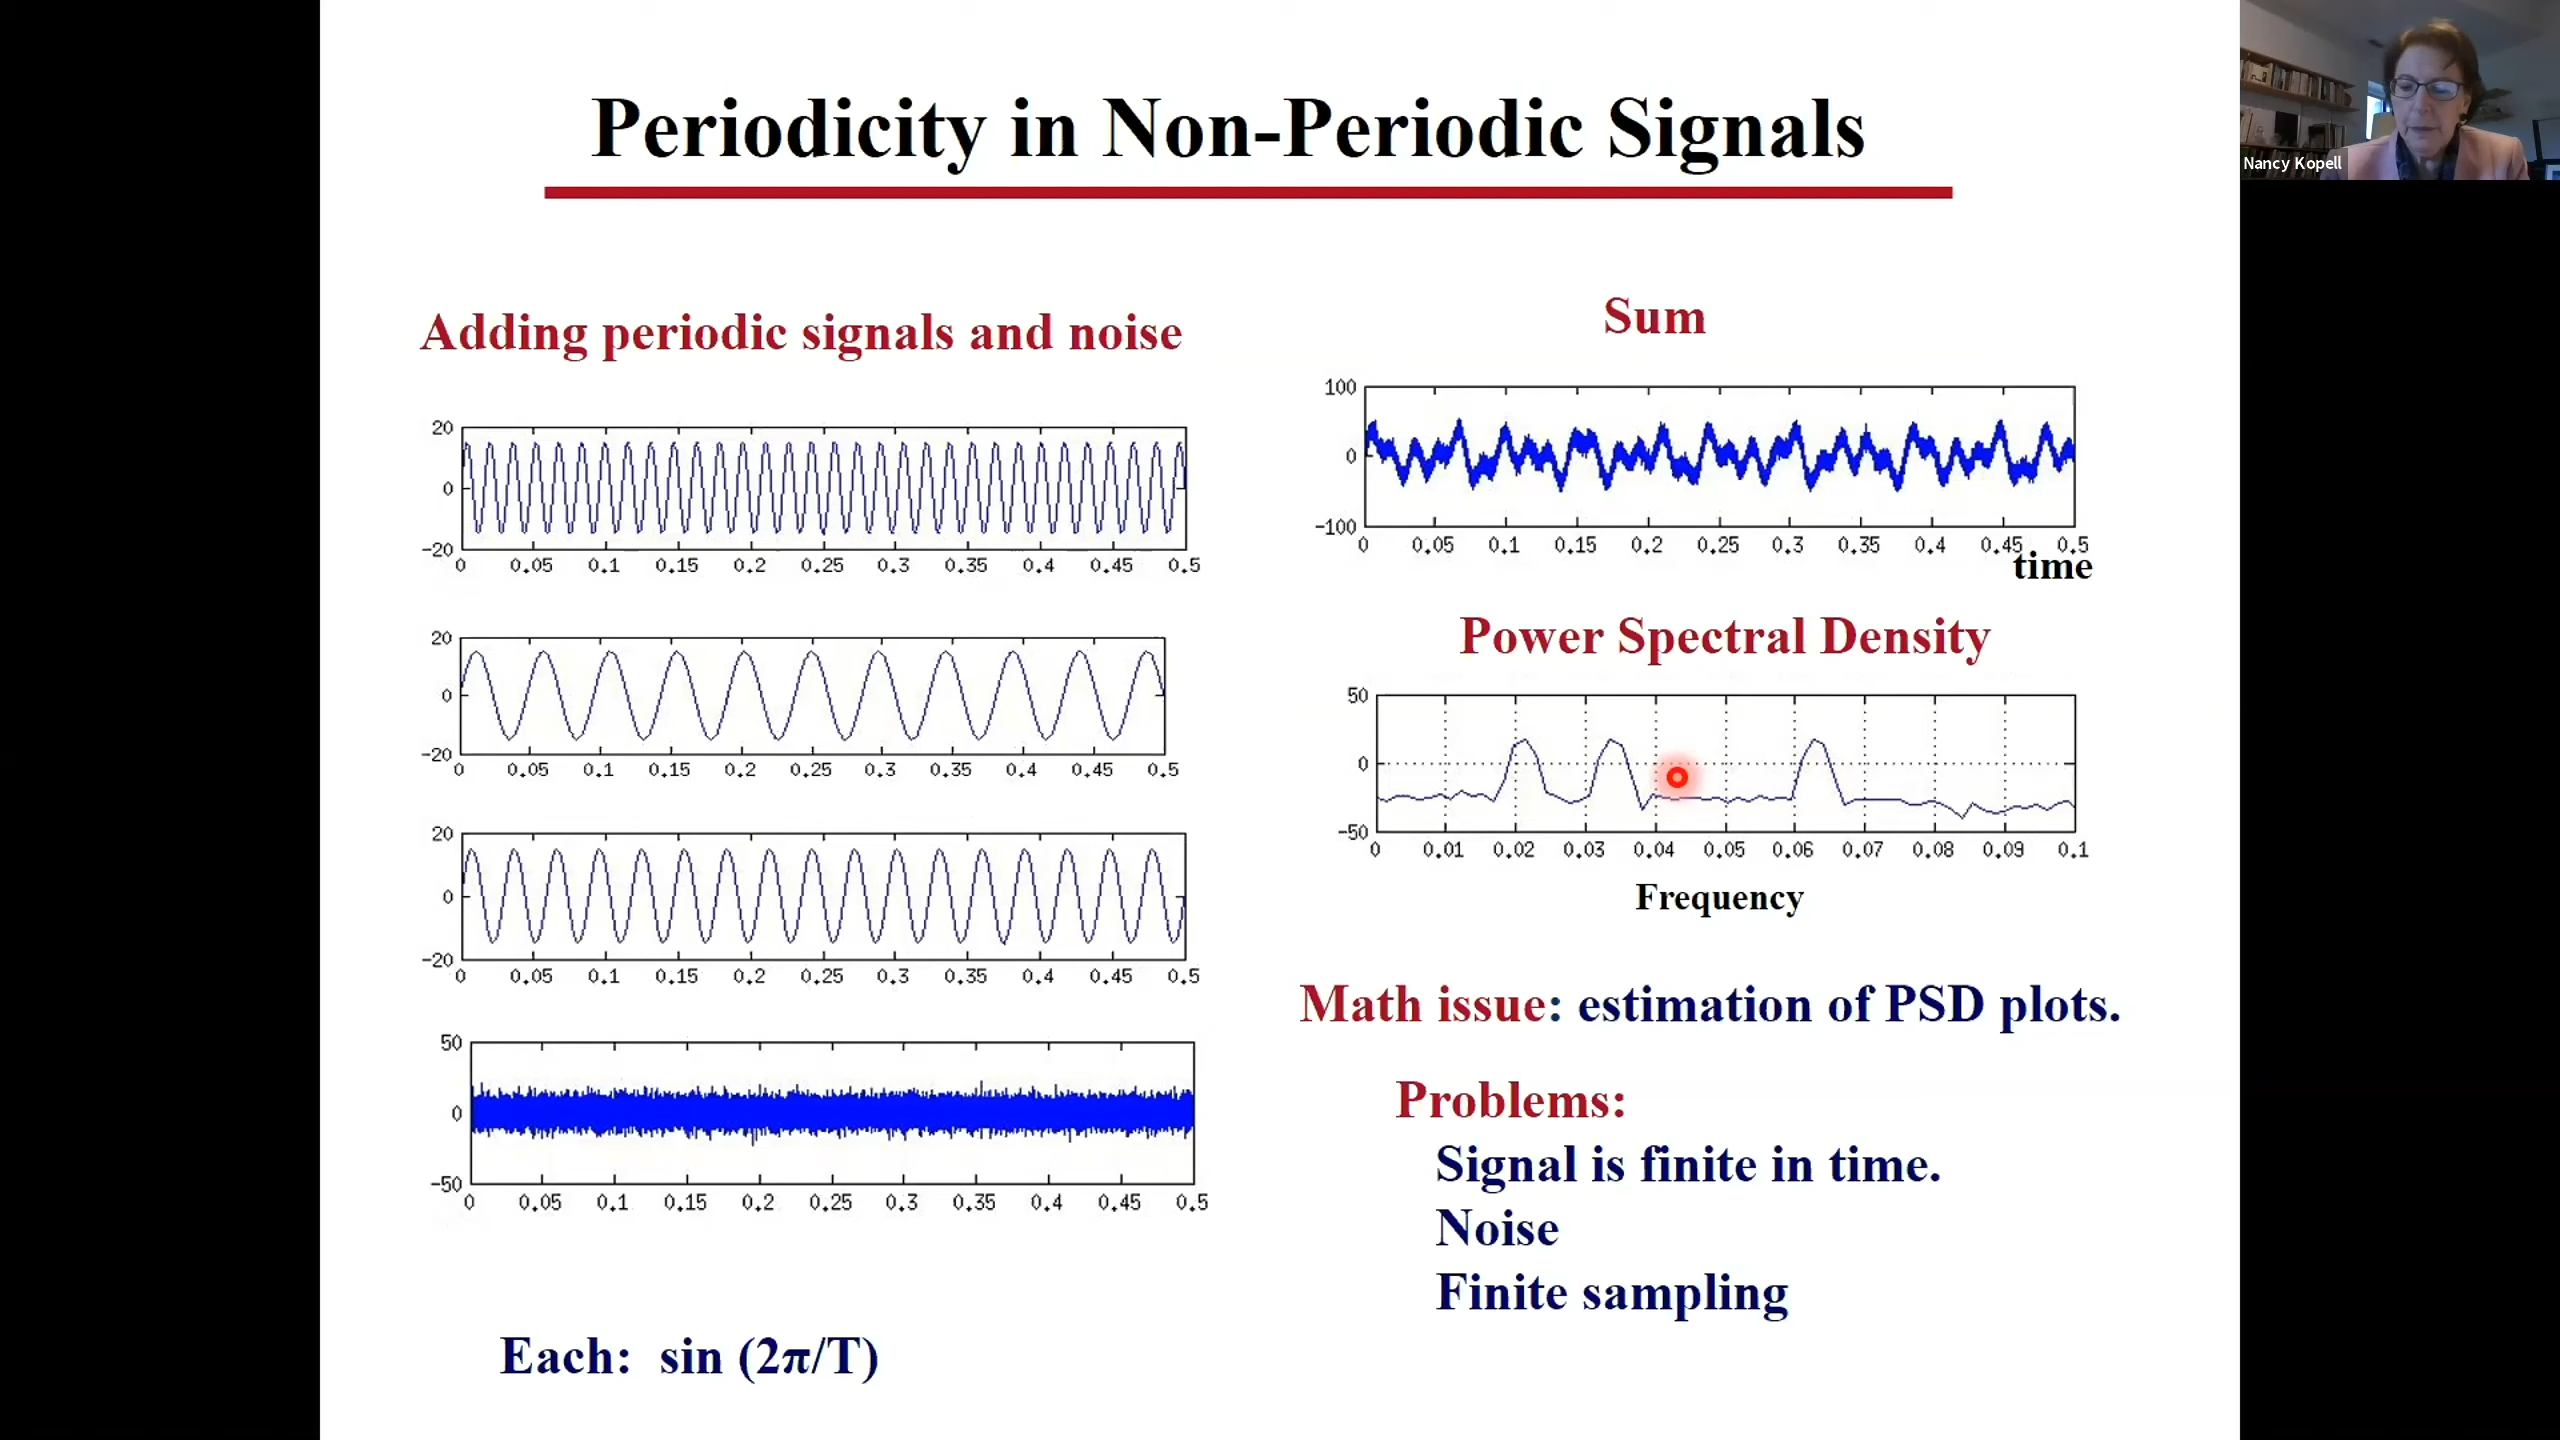 Periodicity in Non-Periodic Signals
Nancy Kopell
Adding periodic signals and noise
20
0
-20
0 0.05 0.1 0.15 0.2 0.25 0.3 0.35 0.4 0.45 0.5
20
0
-20
0 0.05 0.1 0.15 0.2 0.25 0.3 0.35 0.4 0.45 0.5
20
0
-20
0 0.05 0.1 0.15 0.2 0.25 0.3 0.35 0.4 0.45 0.5
50
0
-50
0 0.05 0.1 0.15 0.2 0.25 0.3 0.35 0.4 0.45 0.5
Each: sin (2π/T)
Sum
100
0
-100
0 0.05 0.1 0.15 0.2 0.25 0.3 0.35 0.4 0.45 0.5
time
Power Spectral Density
50
0
-50
0 0.01 0.02 0.03 0.04 0.05 0.06 0.07 0.08 0.09 0.1
Frequency
Math issue: estimation of PSD plots.
Problems:
Signal is finite in time.
Noise
Finite sampling